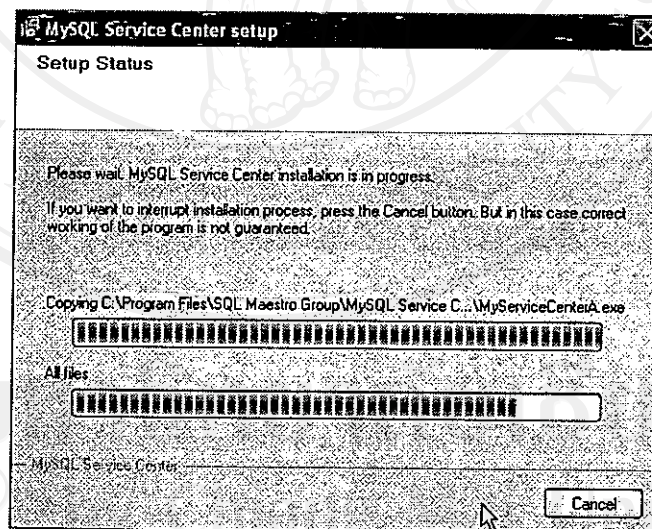 MySQL Service Center setup
Setup Status
Please wait, MySQL Service Center installation is in progress.
If you want to interrupt installation process, press the Cancel button. But in this case correct
working of the program is not guaranteed.
Copying C:\Program Files\SQL Maestro Group\MySQL Service C...\MyServiceCenterA.exe
All files
MySQL Service Center
Cancel